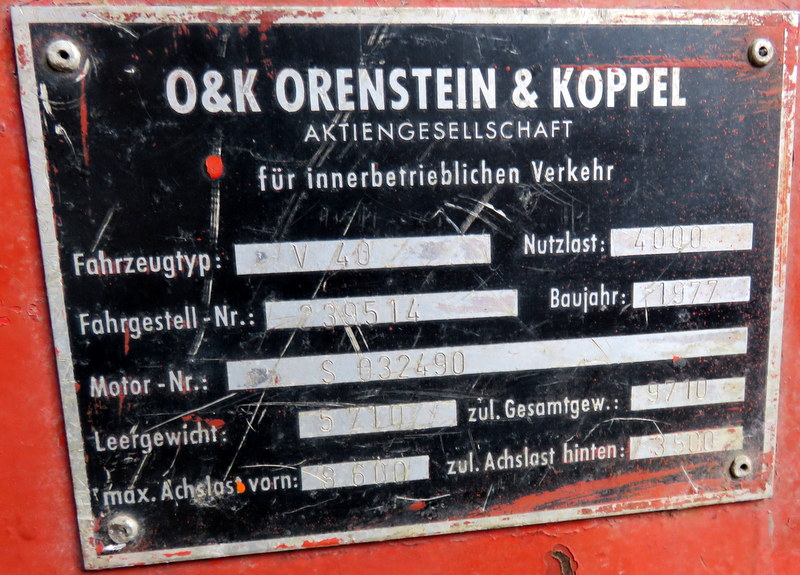 O&K ORENSTEIN & KOPPEL
AKTIENGESELLSCHAFT
für innerbetrieblichen Verkehr
Fahrzeugtyp: V 40 Nutzlast: 4000
Fahrgestell-Nr.: 239514 Baujahr: 1977
Motor-Nr.: S 032490
Leergewicht: 5710 zul. Gesamtgew.: 9710
max. Achslast vorn: zul. Achslast hinten: